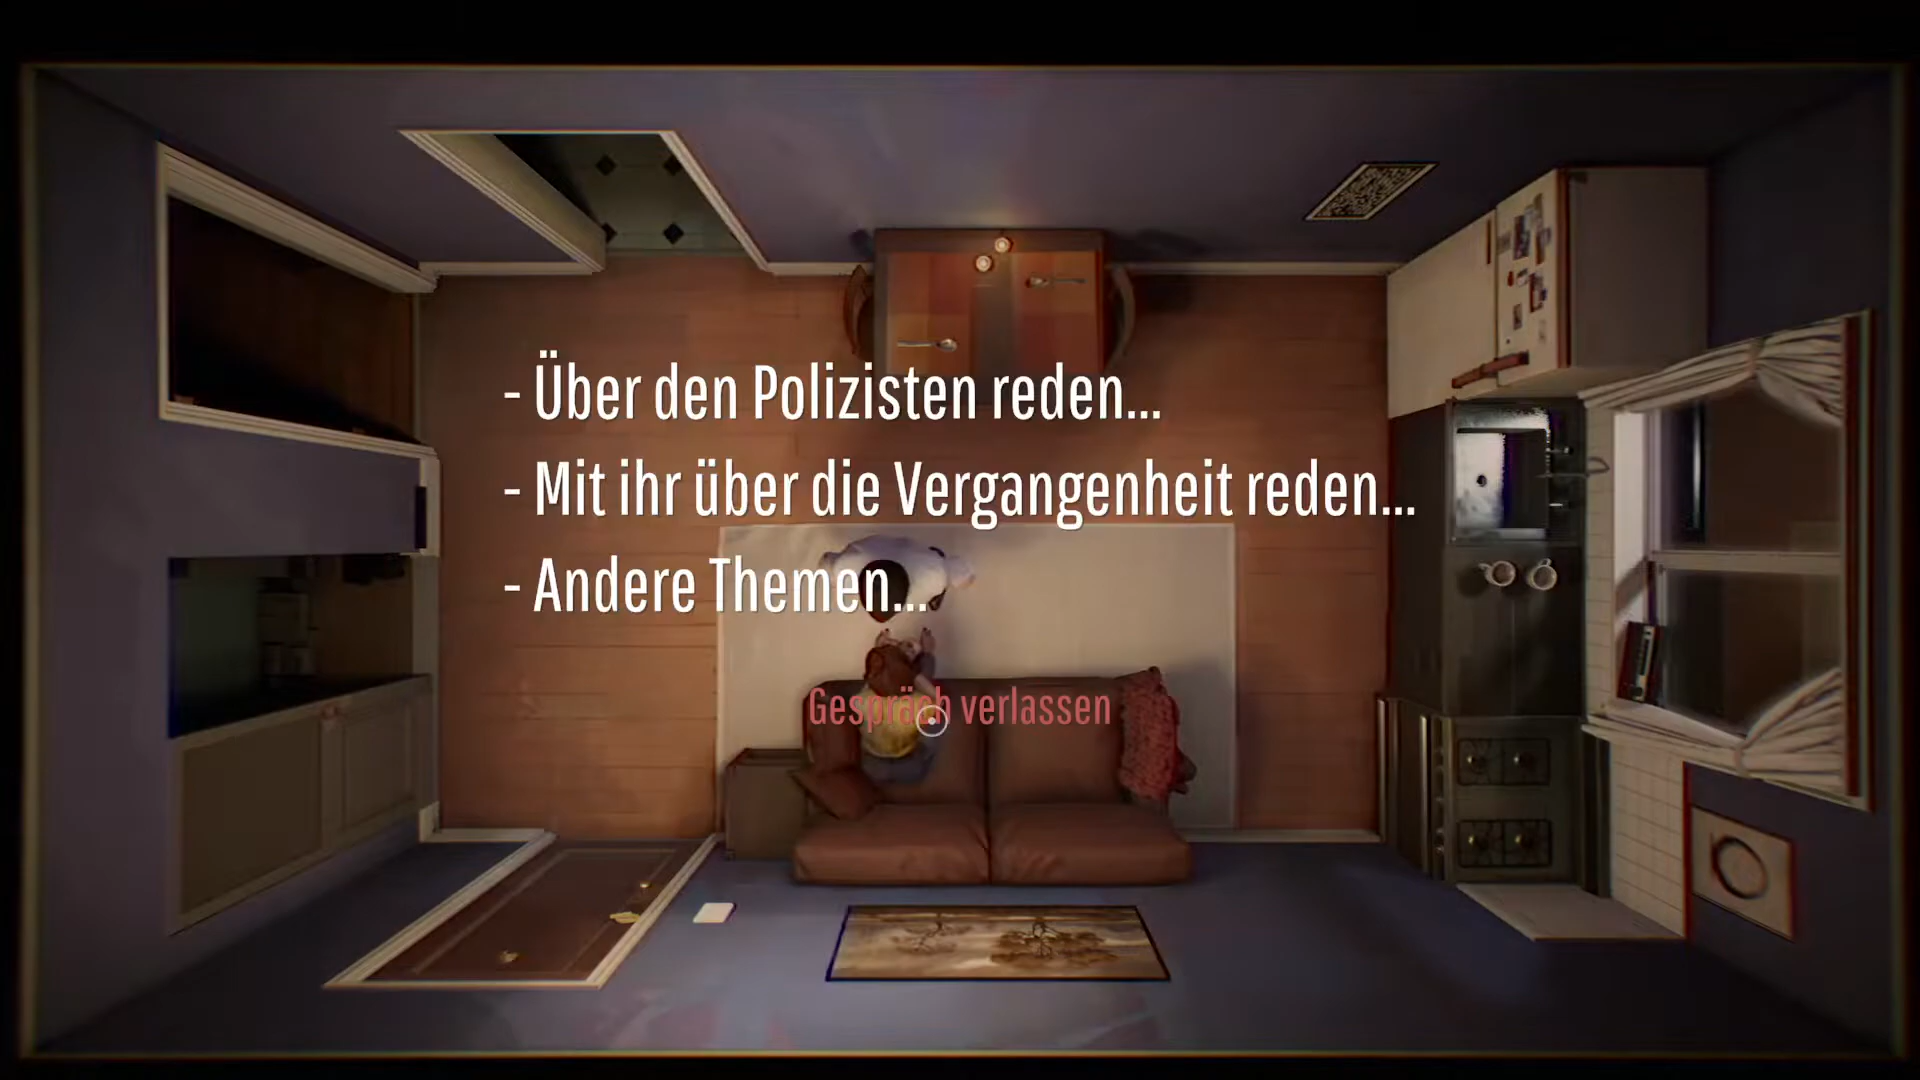 - Über den Polizisten reden...
- Mit ihr über die Vergangenheit reden...
- Andere Themen...
Gespräch verlassen